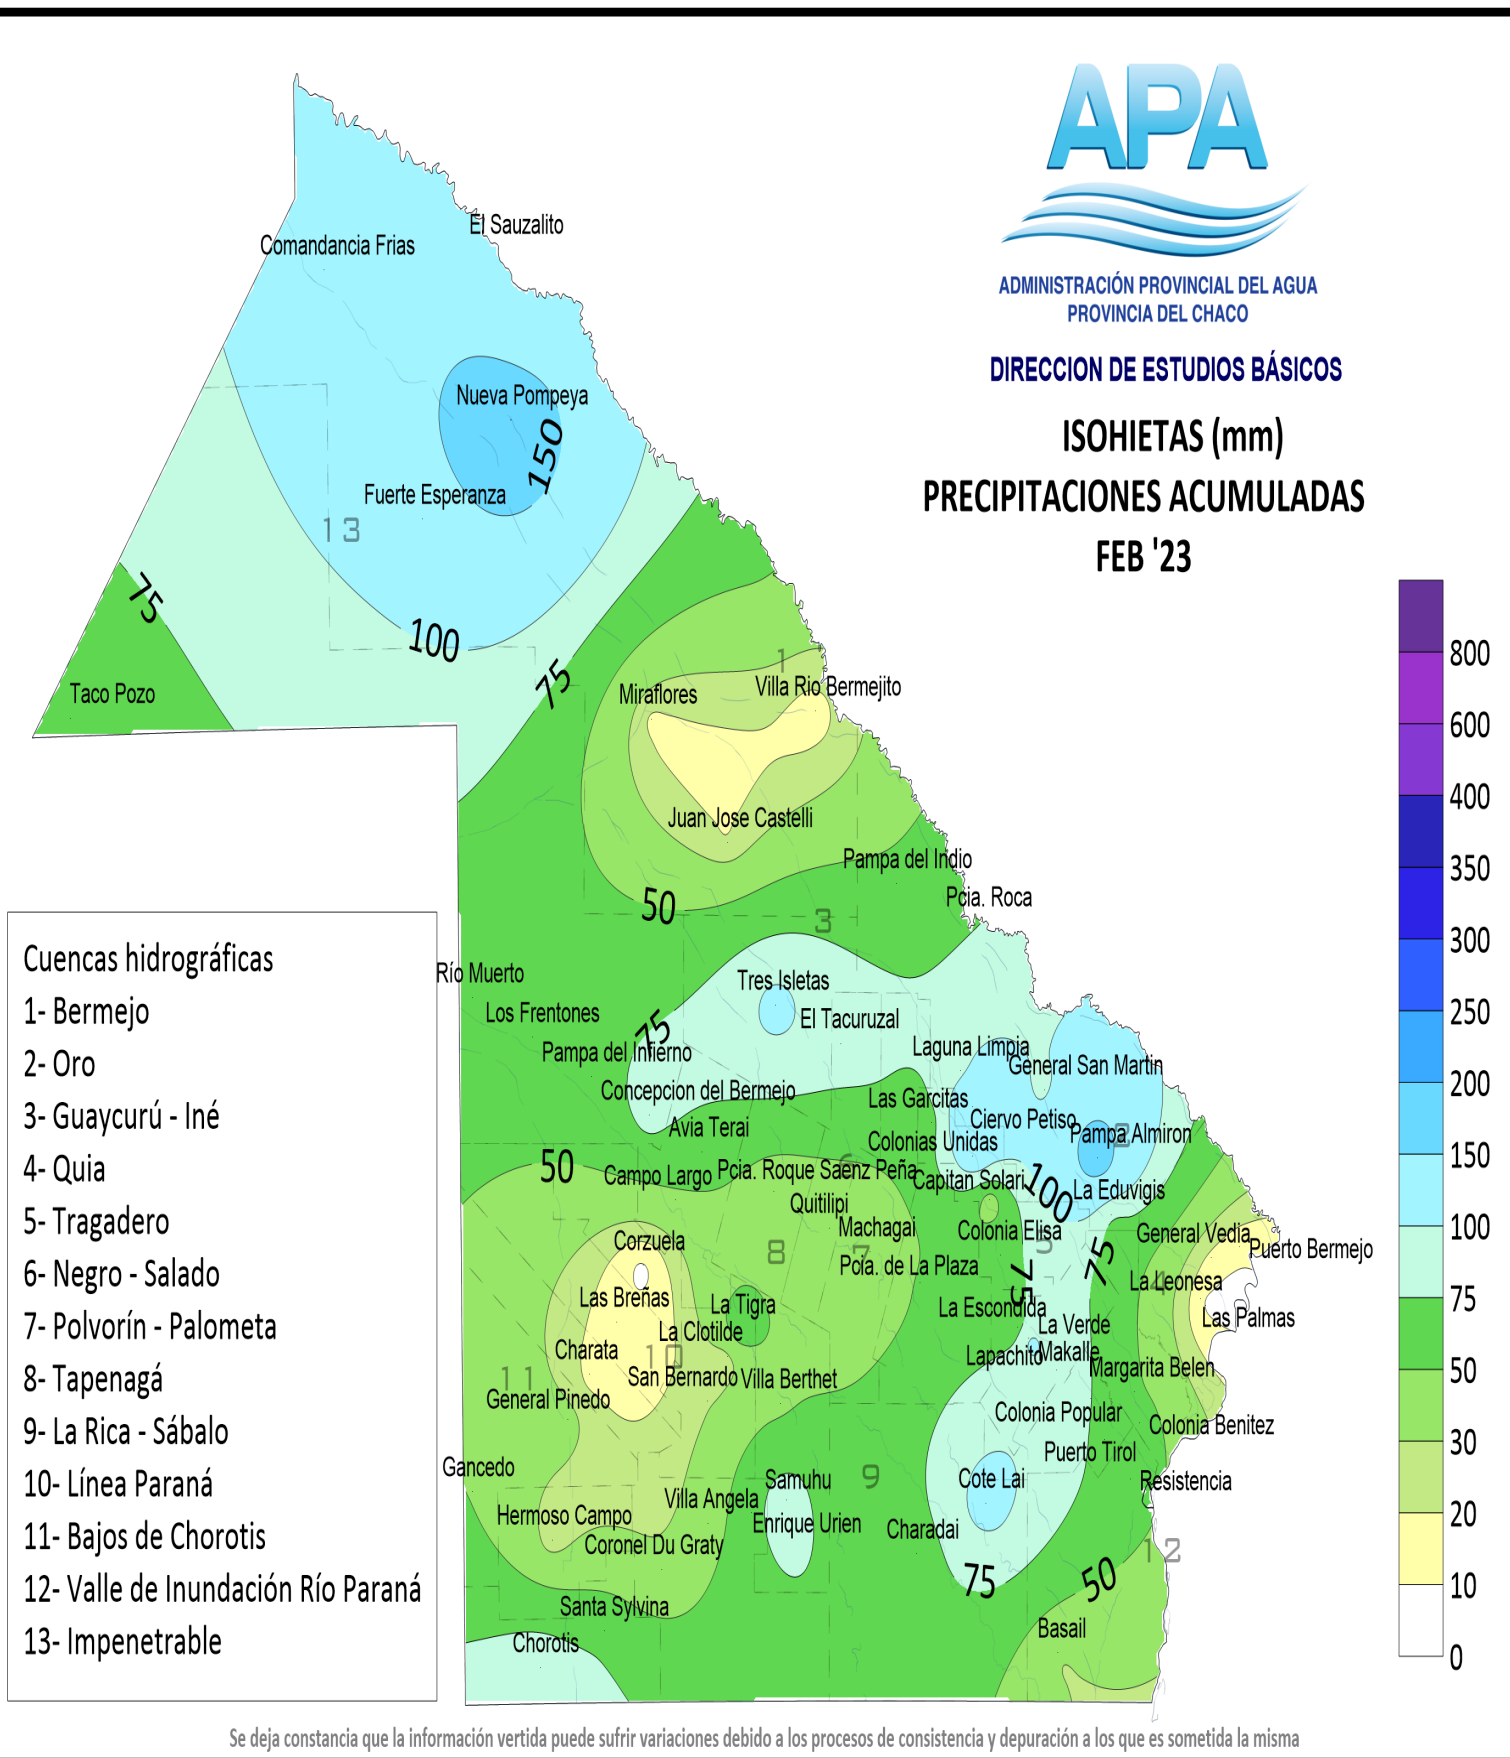 APA
ADMINISTRACIÓN PROVINCIAL DEL AGUA
PROVINCIA DEL CHACO
DIRECCION DE ESTUDIOS BÁSICOS
ISOHIETAS (mm)
PRECIPITACIONES ACUMULADAS
FEB '23
El Sauzalito
Comandancia Frias
Nueva Pompeya
150
Fuerte Esperanza
13
75
100
75
Taco Pozo
1
Miraflores
Villa Rio Bermejito
Juan Jose Castelli
Pampa del Indio
Pcia. Roca
50
3
Río Muerto
Tres Isletas
Los Frentones
El Tacuruzal
75
Pampa del Infierno
Laguna Limpia
General San Martin
Concepcion del Bermejo
Las Garcitas
Avia Terai
Ciervo Petiso
Pampa Almiron
2
Colonias Unidas
50
Campo Largo
Pcia. Roque Saenz Peña
6
Capitan Solari
100
La Eduvigis
Quitilipi
Machagai
Colonia Elisa
General Vedia
Puerto Bermejo
Corzuela
8
7
5
75
Pcia. de La Plaza
75
La Leonesa
4
Las Breñas
La Tigra
La Escondida
Las Palmas
La Clotilde
La Verde
Charata
10
Lapachito
Makalle
Margarita Belen
11
San Bernardo
Villa Berthet
General Pinedo
Colonia Popular
Colonia Benitez
Puerto Tirol
Gancedo
Samuhu
9
Cote Lai
Resistencia
Villa Angela
Hermoso Campo
Enrique Urien
Charadai
Coronel Du Graty
12
75
50
Santa Sylvina
Basail
Chorotis
800
600
400
350
300
250
200
150
100
75
50
30
20
10
0
Cuencas hidrográficas
1- Bermejo
2- Oro
3- Guaycurú - Iné
4- Quia
5- Tragadero
6- Negro - Salado
7- Polvorín - Palometa
8- Tapenagá
9- La Rica - Sábalo
10- Línea Paraná
11- Bajos de Chorotis
12- Valle de Inundación Río Paraná
13- Impenetrable
Se deja constancia que la información vertida puede sufrir variaciones debido a los procesos de consistencia y depuración a los que es sometida la misma